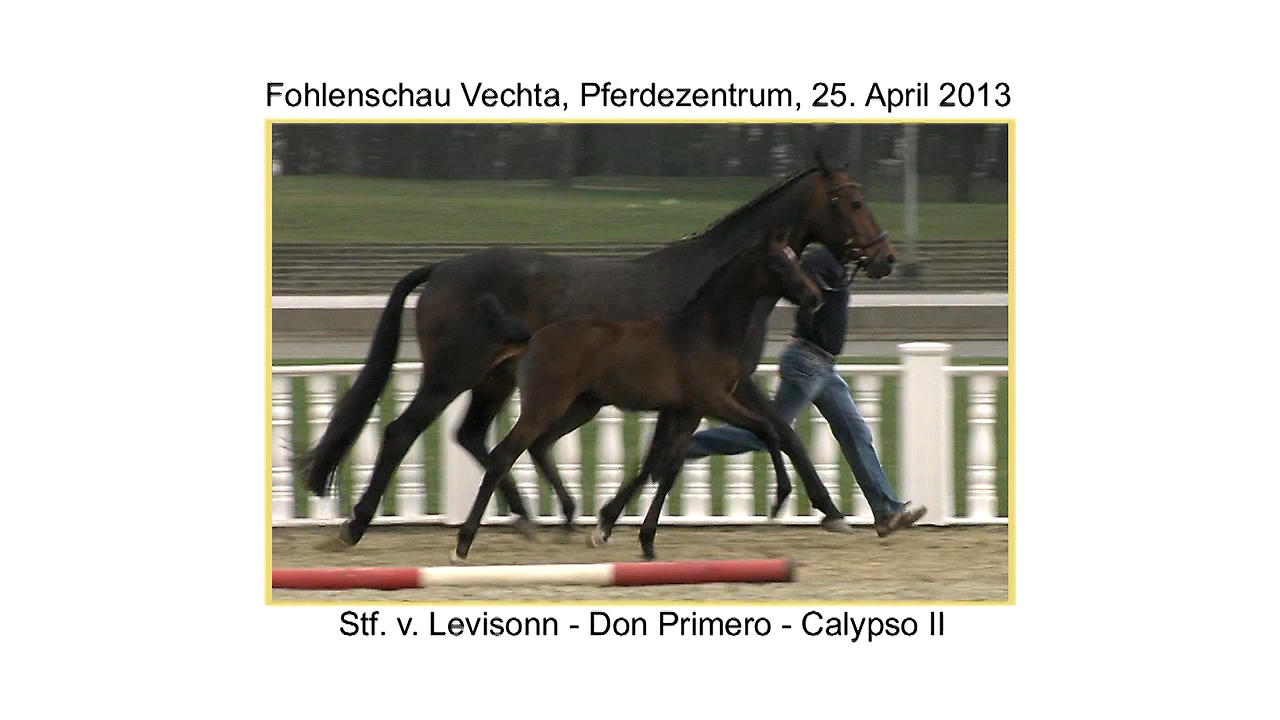 Fohlenschau Vechta, Pferdezentrum, 25. April 2013
Stf. v. Levisonn - Don Primero - Calypso II